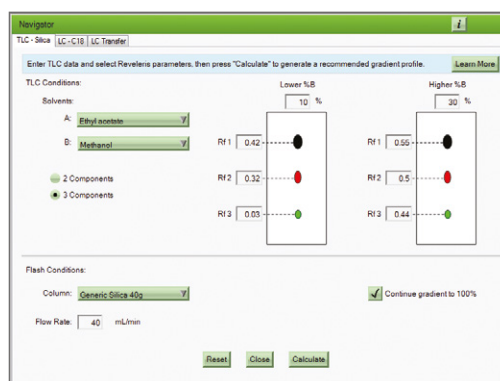 Navigator
i
TLC - Silica LC - C18 LC Transfer
Enter TLC data and select Reveleris parameters, then press "Calculate" to generate a recommended gradient profile. Learn More
TLC Conditions: Lower %B Higher %B
Solvents: 10 % 30 %
A: Ethyl acetate
B: Methanol
Rf 1 0.42 Rf 1 0.55
2 Components
Rf 2 0.32 Rf 2 0.5
3 Components
Rf 3 0.03 Rf 3 0.44
Flash Conditions:
Column: Generic Silica 40g Continue gradient to 100%
Flow Rate: 40 mL/min
Reset Close Calculate